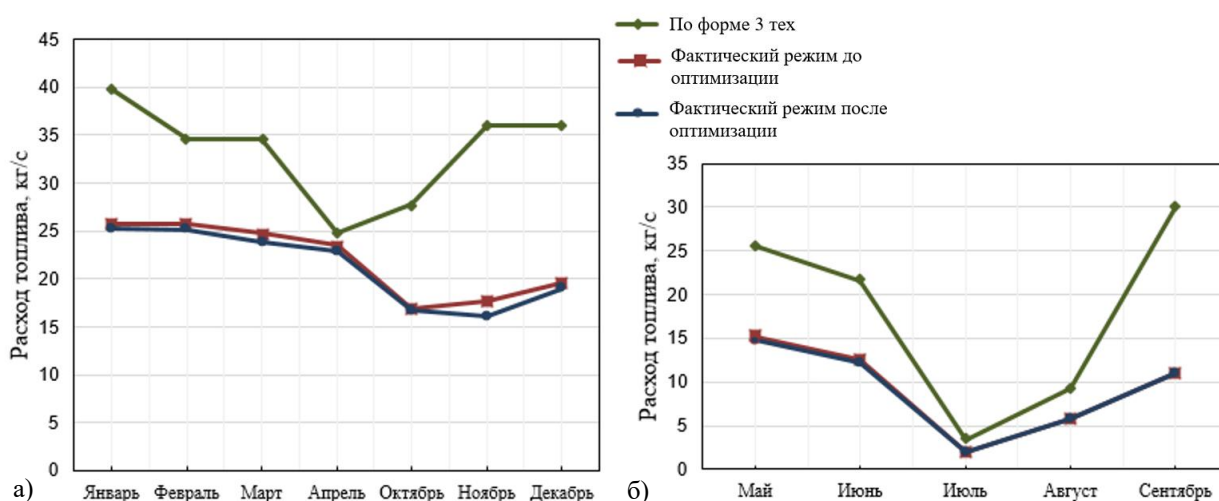 По форме 3 тех
Фактический режим до
оптимизации
Фактический режим после
оптимизации
Расход топлива, кг/с
45
40
35
30
25
20
15
10
5
0
Январь Февраль Март Апрель Октябрь Ноябрь Декабрь
а)
Расход топлива, кг/с
35
30
25
20
15
10
5
0
Май Июнь Июль Август Сентябрь
б)